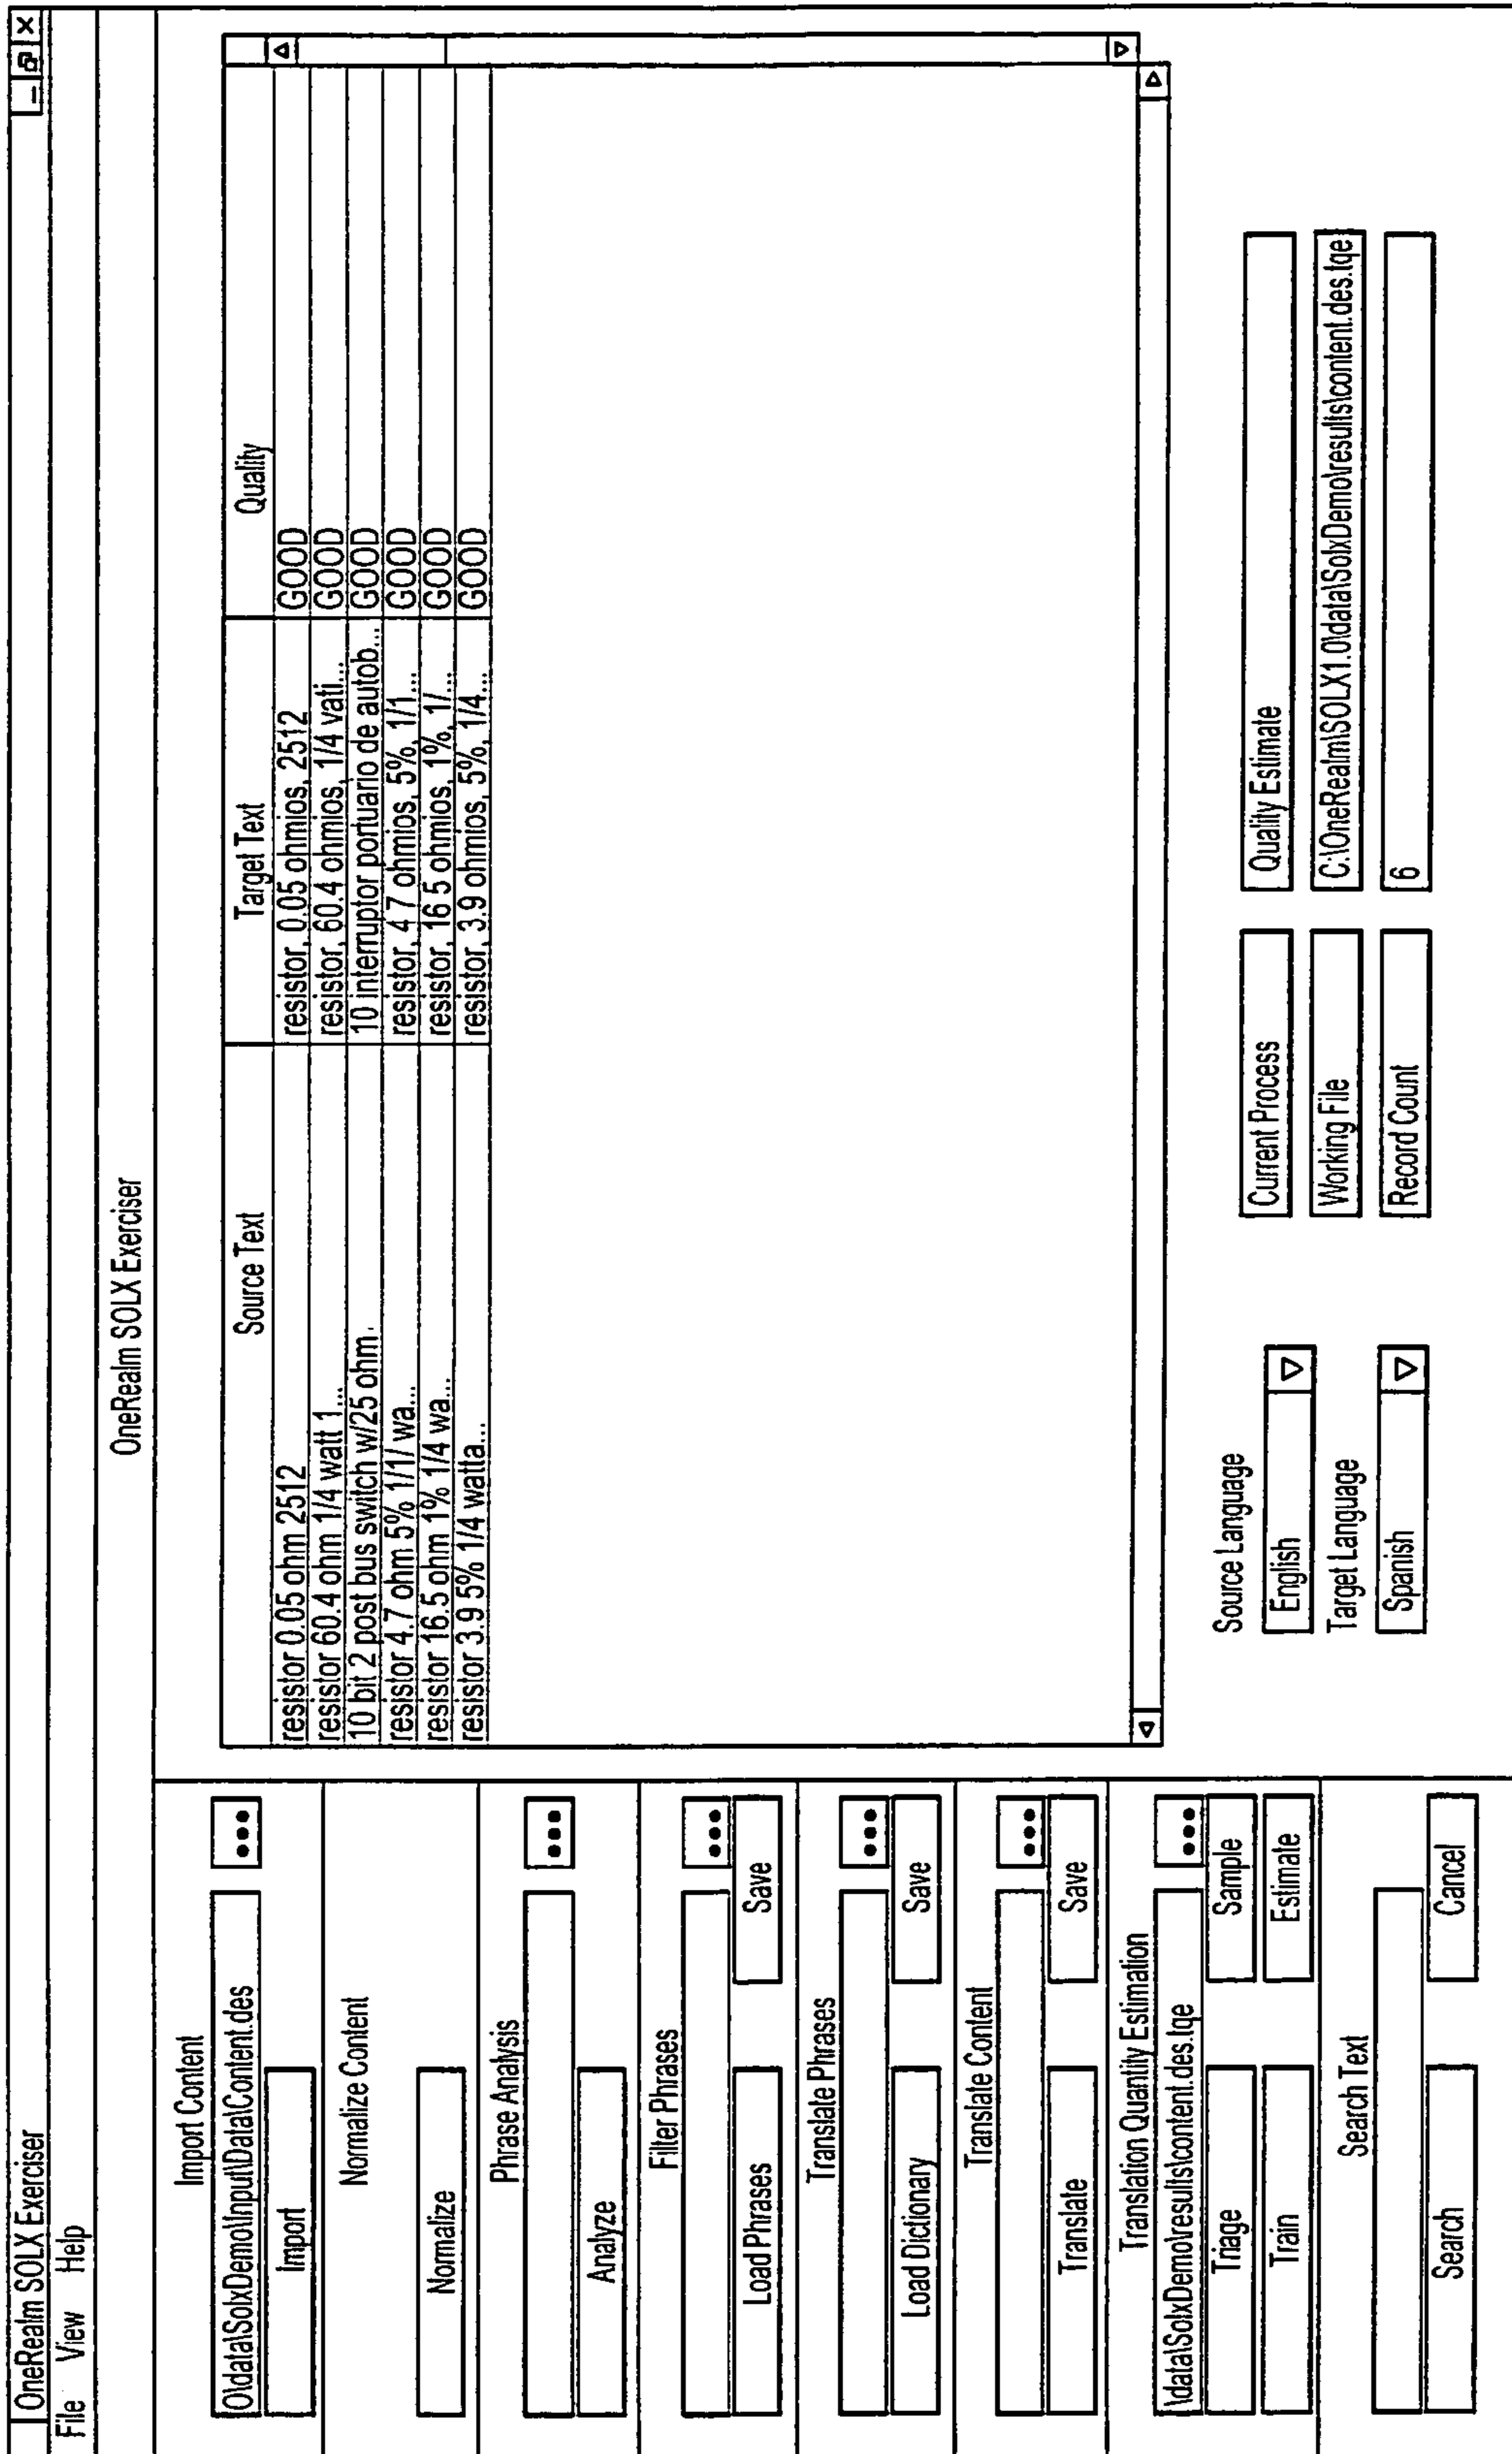 OneRealm SOLX Exerciser
File View Help
OneRealm SOLX Exerciser
Import Content
0\data\SolxDemo\Input\Data\Content.des
Import
Normalize Content
Normalize
Phrase Analysis
Analyze
Filter Phrases
Load Phrases Save
Translate Phrases
Load Dictionary Save
Translate Content
Translate Save
Translation Quantity Estimation
\data\SolxDemo\results\content.des.tqe
Triage Sample
Train Estimate
Search Text
Search Cancel
Source Text Target Text Quality
resistor 0.05 ohm 2512 resistor, 0.05 ohmios, 2512 GOOD
resistor 60.4 ohm 1/4 watt 1... resistor, 60.4 ohmios, 1/4 vati... GOOD
10 bit 2 post bus switch w/25 ohm. 10 interruptor portuario de autob... GOOD
resistor 4.7 ohm 5% 1/1/ wa... resistor, 4 7 ohmios, 5%, 1/1... GOOD
resistor 16.5 ohm 1% 1/4 wa... resistor, 16 5 ohmios, 1%, 1/... GOOD
resistor 3.9 5% 1/4 watta... resistor, 3.9 ohmios, 5%, 1/4... GOOD
Source Language
English
Target Language
Spanish
Current Process Quality Estimate
Working File C:\OneRealm\SOLX1.0\data\SolxDemo\results\content.des.tqe
Record Count 6